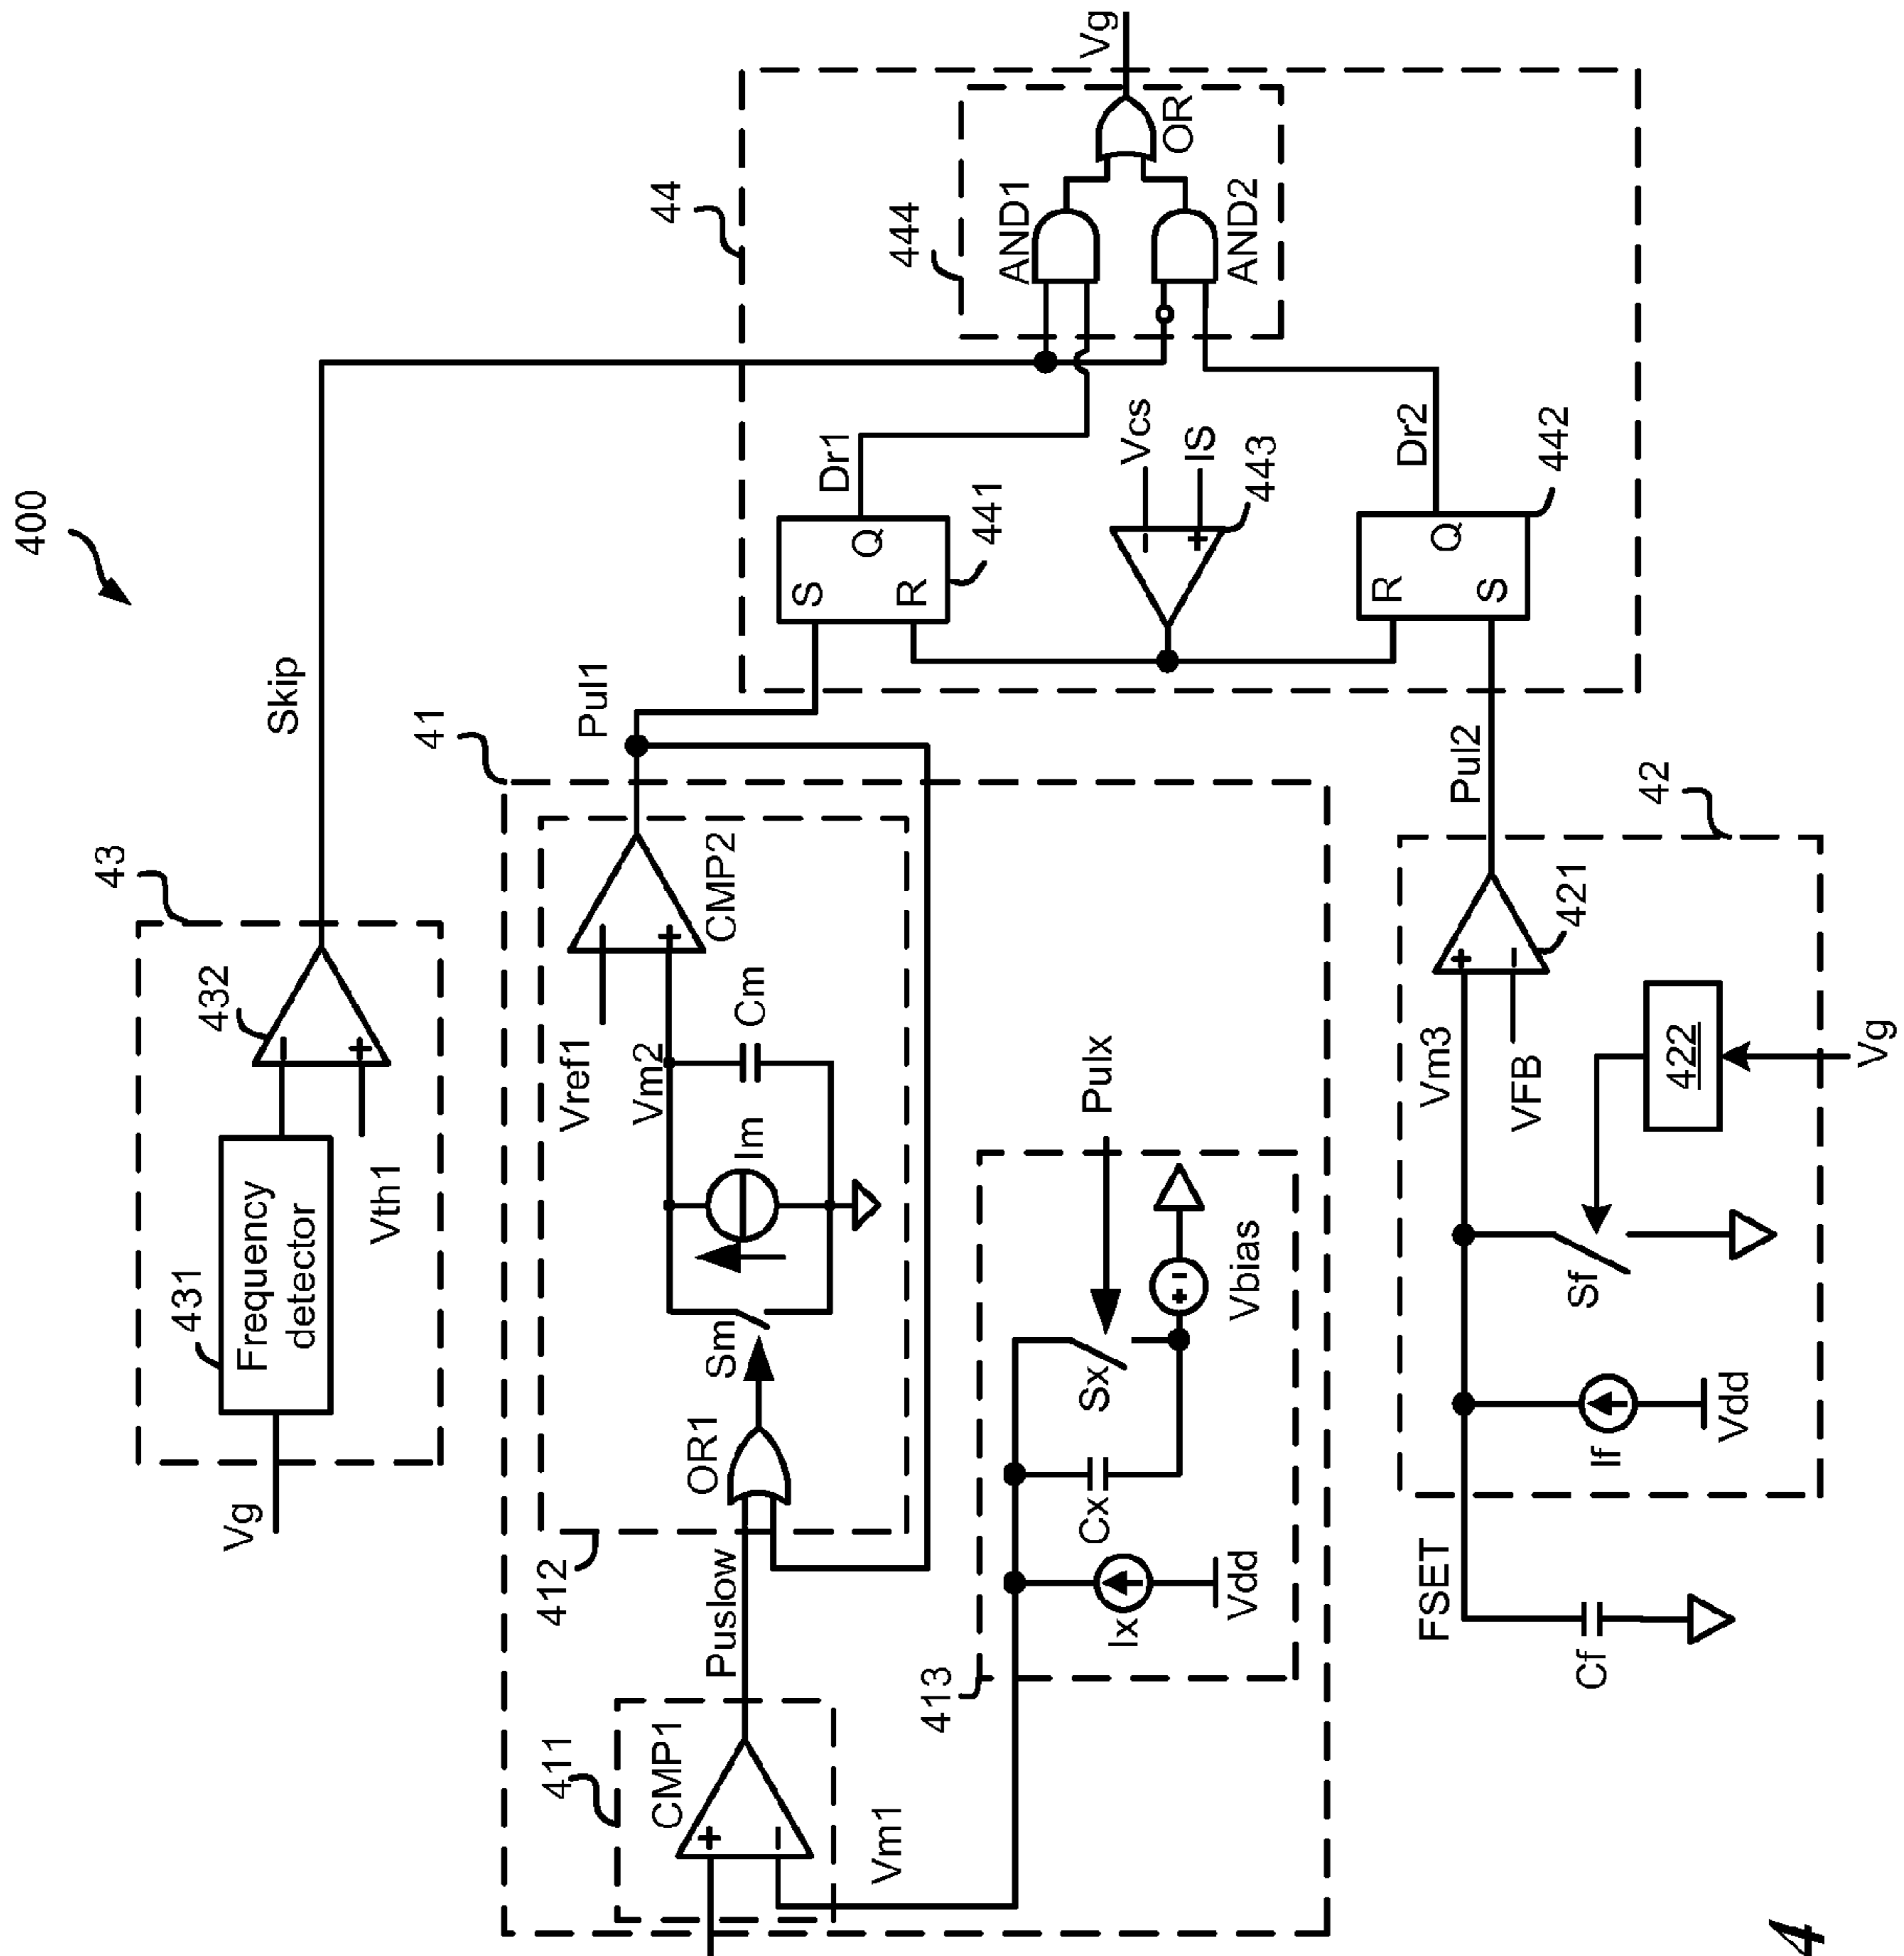 400
43
431
Frequency
detector
432
−
+
Vg
Vth1
Skip
44
444
AND1
AND2
OR
Vg
41
412
OR1
Sm
Im
Cm
Vref1
Vm2
−
+
CMP2
Pul1
S
R
Q
441
Dr1
Vcs
IS
−
+
443
R
S
Q
442
Dr2
411
CMP1
+
−
Puslow
Vm1
413
Ix
Vdd
Cx
Sx
Pulx
+ -
Vbias
42
FSET
Cf
If
Vdd
Sf
422
Vg
Vm3
VFB
+
−
421
Pul2
4